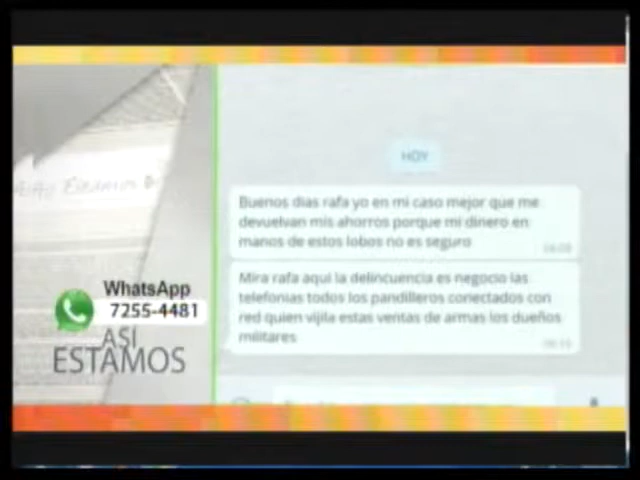 HOY
Buenos dias rafa yo en mi caso mejor que me
devuelvan mis ahorros porque mi dinero en
manos de estos lobos no es seguro
Mira rafa aqui la delincuencia es negocio las
telefonias todos los pandilleros conectados con
red quien vijila estas ventas de armas los dueños
militares
WhatsApp
7255-4481
ASÍ
ESTAMOS